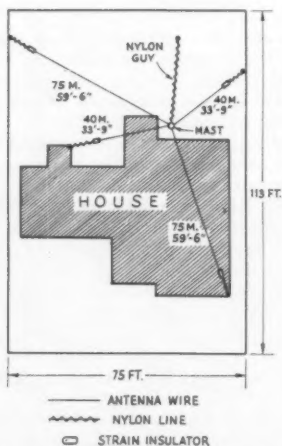 NYLON
GUY
75 M.
59'-6"
40 M.
33'-9"
40 M.
33'-9"
MAST
HOUSE
75 M.
59'-6"
113 FT.
75 FT.
ANTENNA WIRE
NYLON LINE
STRAIN INSULATOR